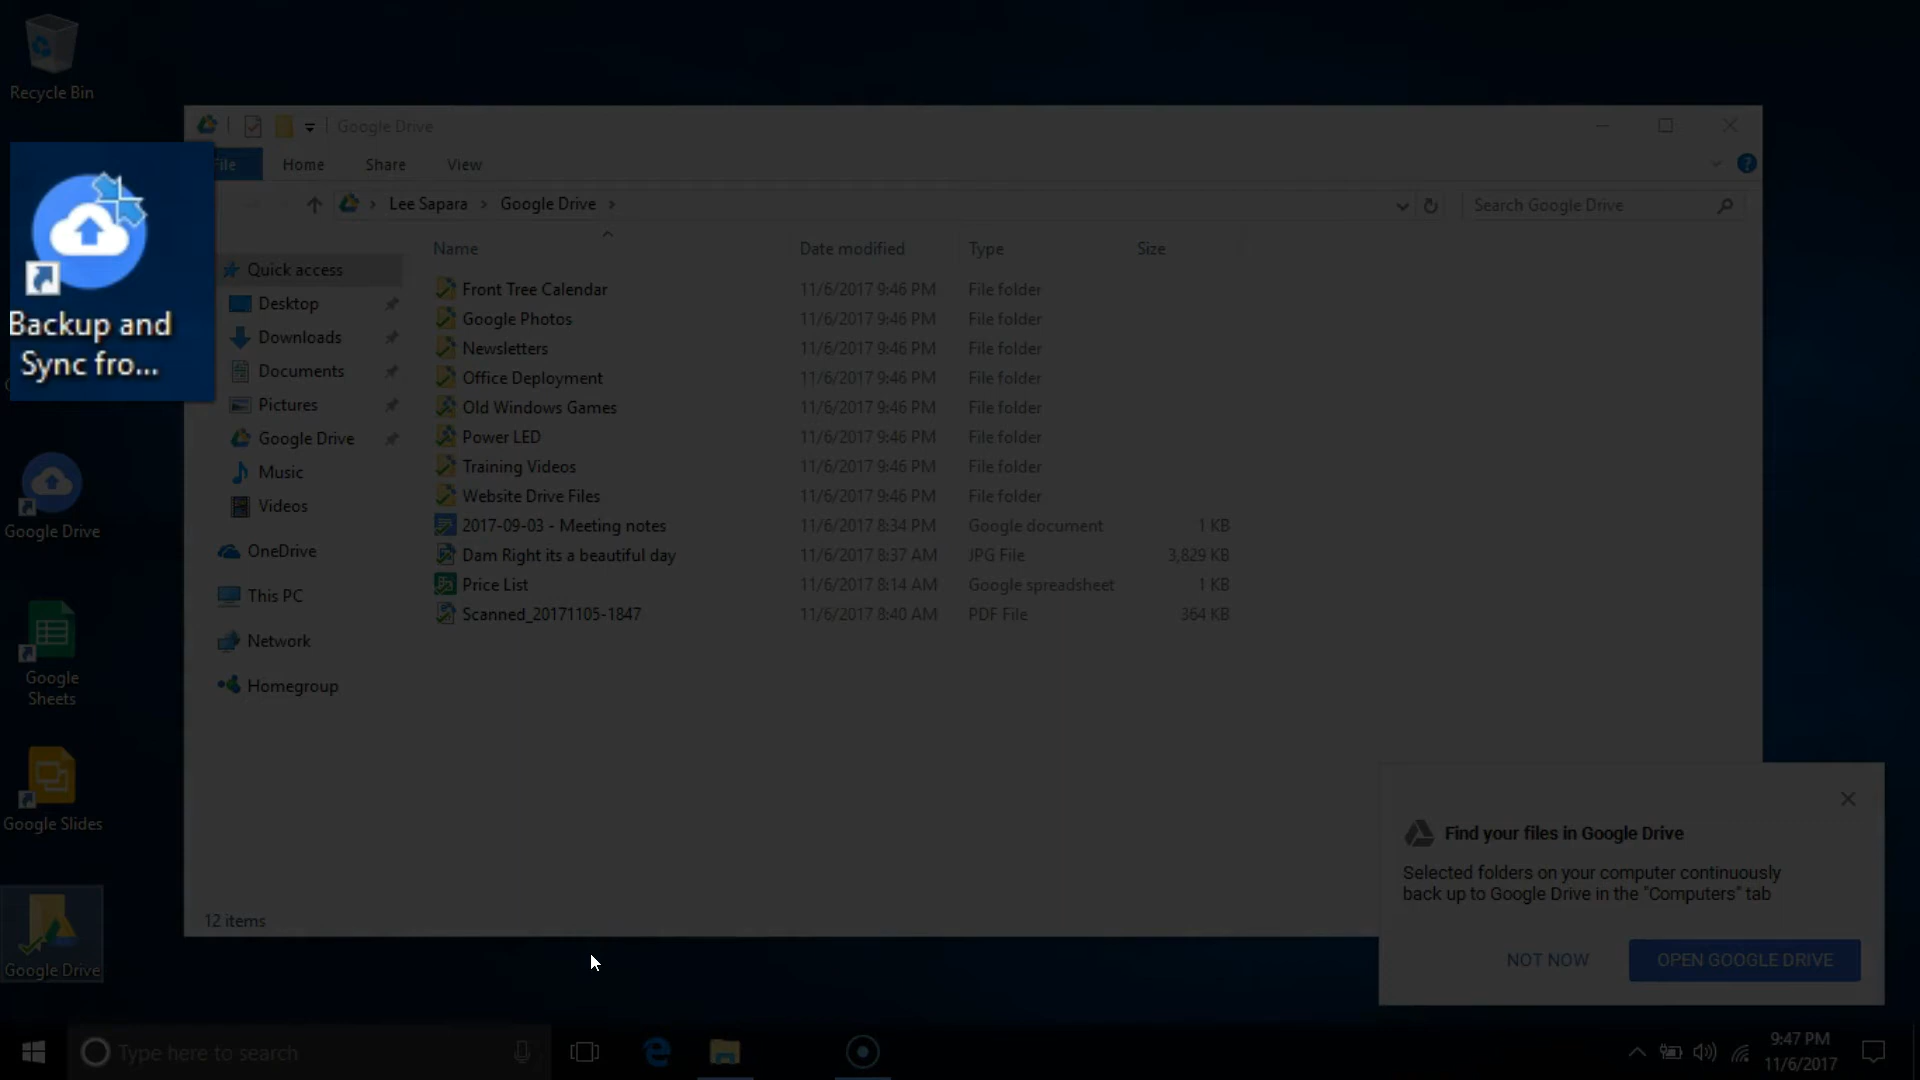 Recycle Bin
Backup and
Sync fro...
Google Drive
Google
Sheets
Google Slides
Google Drive
Google Drive
File Home Share View
Lee Sapara > Google Drive >
Search Google Drive
Quick access
Desktop
Downloads
Documents
Pictures
Google Drive
Music
Videos
OneDrive
This PC
Network
Homegroup
Name Date modified Type Size
Front Tree Calendar 11/6/2017 9:46 PM File folder
Google Photos 11/6/2017 9:46 PM File folder
Newsletters 11/6/2017 9:46 PM File folder
Office Deployment 11/6/2017 9:46 PM File folder
Old Windows Games 11/6/2017 9:46 PM File folder
Power LED 11/6/2017 9:46 PM File folder
Training Videos 11/6/2017 9:46 PM File folder
Website Drive Files 11/6/2017 9:46 PM File folder
2017-09-03 - Meeting notes 11/6/2017 8:34 PM Google document 1 KB
Dam Right its a beautiful day 11/6/2017 8:37 AM JPG File 3,829 KB
Price List 11/6/2017 8:14 AM Google spreadsheet 1 KB
Scanned_20171105-1847 11/6/2017 8:40 AM PDF File 364 KB
12 items
Find your files in Google Drive
Selected folders on your computer continuously
back up to Google Drive in the "Computers" tab
NOT NOW OPEN GOOGLE DRIVE
Type here to search
9:47 PM
11/6/2017